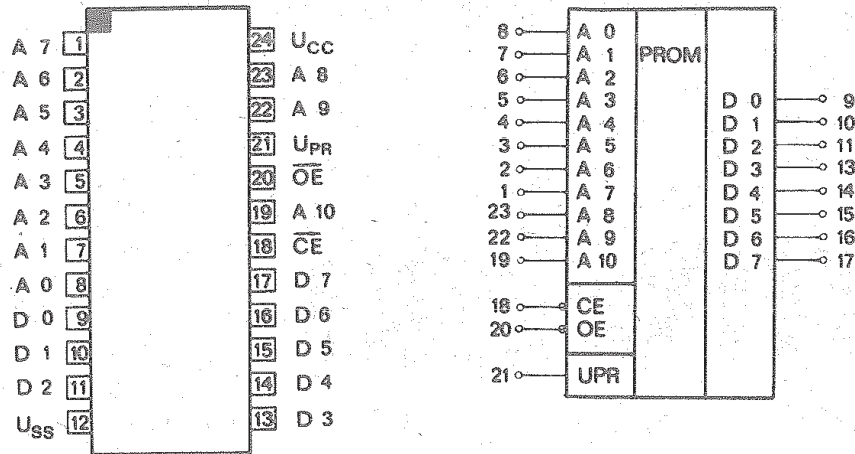 A 7 1
A 6 2
A 5 3
A 4 4
A 3 5
A 2 6
A 1 7
A 0 8
D 0 9
D 1 10
D 2 11
USS 12
24 UCC
23 A 8
22 A 9
21 UPR
20 OE
19 A 10
18 CE
17 D 7
16 D 6
15 D 5
14 D 4
13 D 3
PROM
8 A 0
7 A 1
6 A 2
5 A 3
4 A 4
3 A 5
2 A 6
1 A 7
23 A 8
22 A 9
19 A 10
18 CE
20 OE
21 UPR
D 0 9
D 1 10
D 2 11
D 3 13
D 4 14
D 5 15
D 6 16
D 7 17